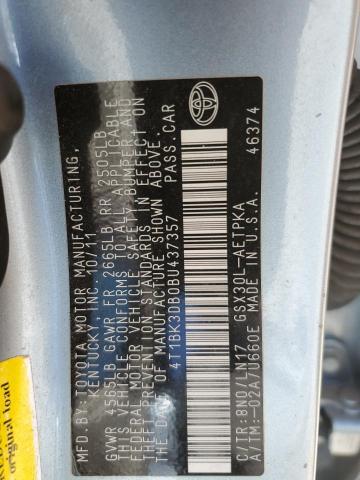 MFD. BY: TOYOTA MOTOR MANUFACTURING,
KENTUCKY, INC. 10/11
GVWR 4565LB GAWR FR 2665LB RR 2505LB
THIS VEHICLE CONFORMS TO ALL APPLICABLE
FEDERAL MOTOR VEHICLE SAFETY, BUMPER, AND
THEFT PREVENTION STANDARDS IN EFFECT ON
THE DATE OF MANUFACTURE SHOWN ABOVE.
4T1BK3DB0BU437357 PASS.CAR
C/TR: 8N0/LN17 GSX30L-AETPKA
A/TM: -02A/U660E MADE IN U.S.A. 46374
original load